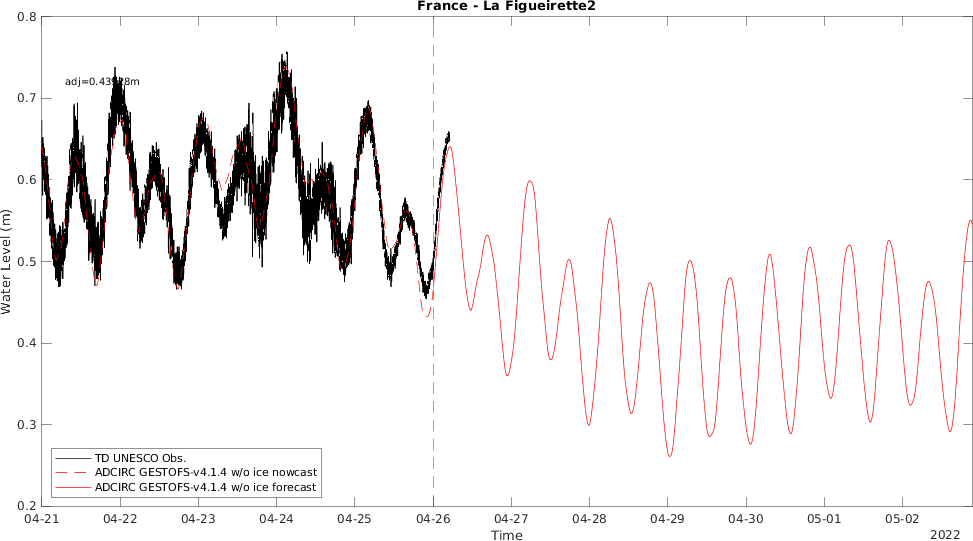 France - La Figueirette2
0.8
0.7
0.6
0.5
0.4
0.3
0.2
Water Level (m)
TD UNESCO Obs.
ADCIRC GESTOFS-v4.1.4 w/o ice nowcast
ADCIRC GESTOFS-v4.1.4 w/o ice forecast
04-21 04-22 04-23 04-24 04-25 04-26 04-27 04-28 04-29 04-30 05-01 05-02
Time
2022